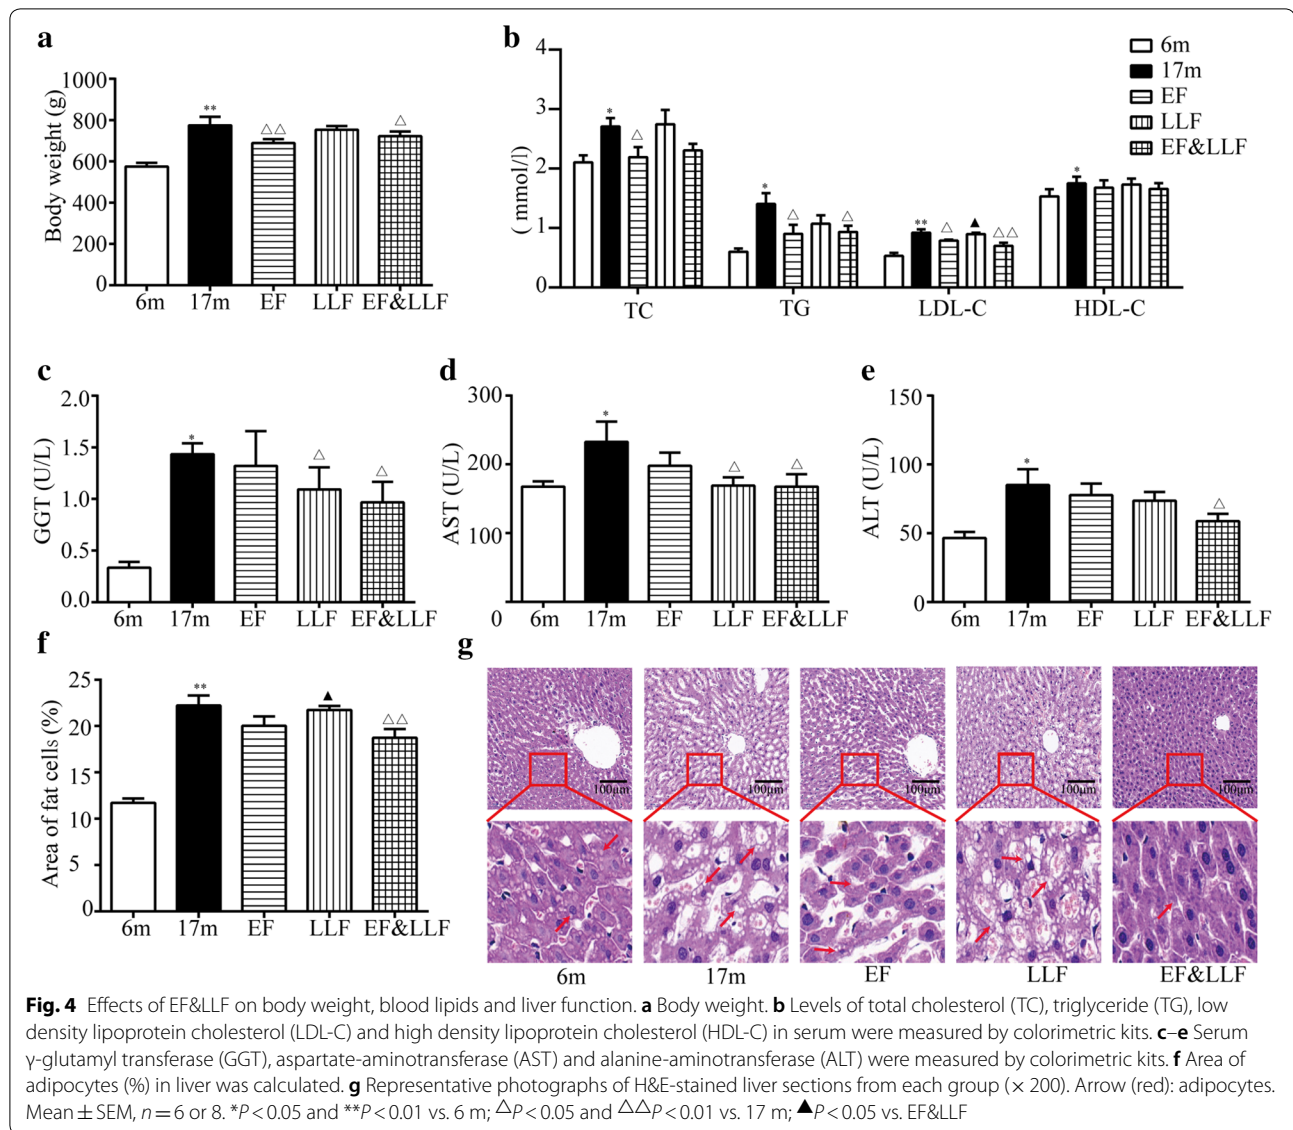 a
Body weight (g)
1000
800
600
400
200
0
**
△△
△
6m 17m EF LLF EF&LLF
b
( mmol/l)
4
3
2
1
0
* △
* △ △
** △ ▲ △△
*
TC TG LDL-C HDL-C
6m
17m
EF
LLF
EF&LLF
c
GGT (U/L)
2.0
1.5
1.0
0.5
0.0
* △ △
6m 17m EF LLF EF&LLF
d
AST (U/L)
300
200
100
0
* △ △
6m 17m EF LLF EF&LLF
e
ALT (U/L)
150
100
50
0
* △
6m 17m EF LLF EF&LLF
f
Area of fat cells (%)
25
20
15
10
5
0
** ▲ △△
6m 17m EF LLF EF&LLF
g
100μm 100μm 100μm 100μm 100μm
6m 17m EF LLF EF&LLF
Fig. 4 Effects of EF&LLF on body weight, blood lipids and liver function. a Body weight. b Levels of total cholesterol (TC), triglyceride (TG), low
density lipoprotein cholesterol (LDL-C) and high density lipoprotein cholesterol (HDL-C) in serum were measured by colorimetric kits. c–e Serum
γ-glutamyl transferase (GGT), aspartate-aminotransferase (AST) and alanine-aminotransferase (ALT) were measured by colorimetric kits. f Area of
adipocytes (%) in liver was calculated. g Representative photographs of H&E-stained liver sections from each group (× 200). Arrow (red): adipocytes.
Mean ± SEM, n = 6 or 8. *P < 0.05 and **P < 0.01 vs. 6 m; △P < 0.05 and △△P < 0.01 vs. 17 m; ▲P < 0.05 vs. EF&LLF